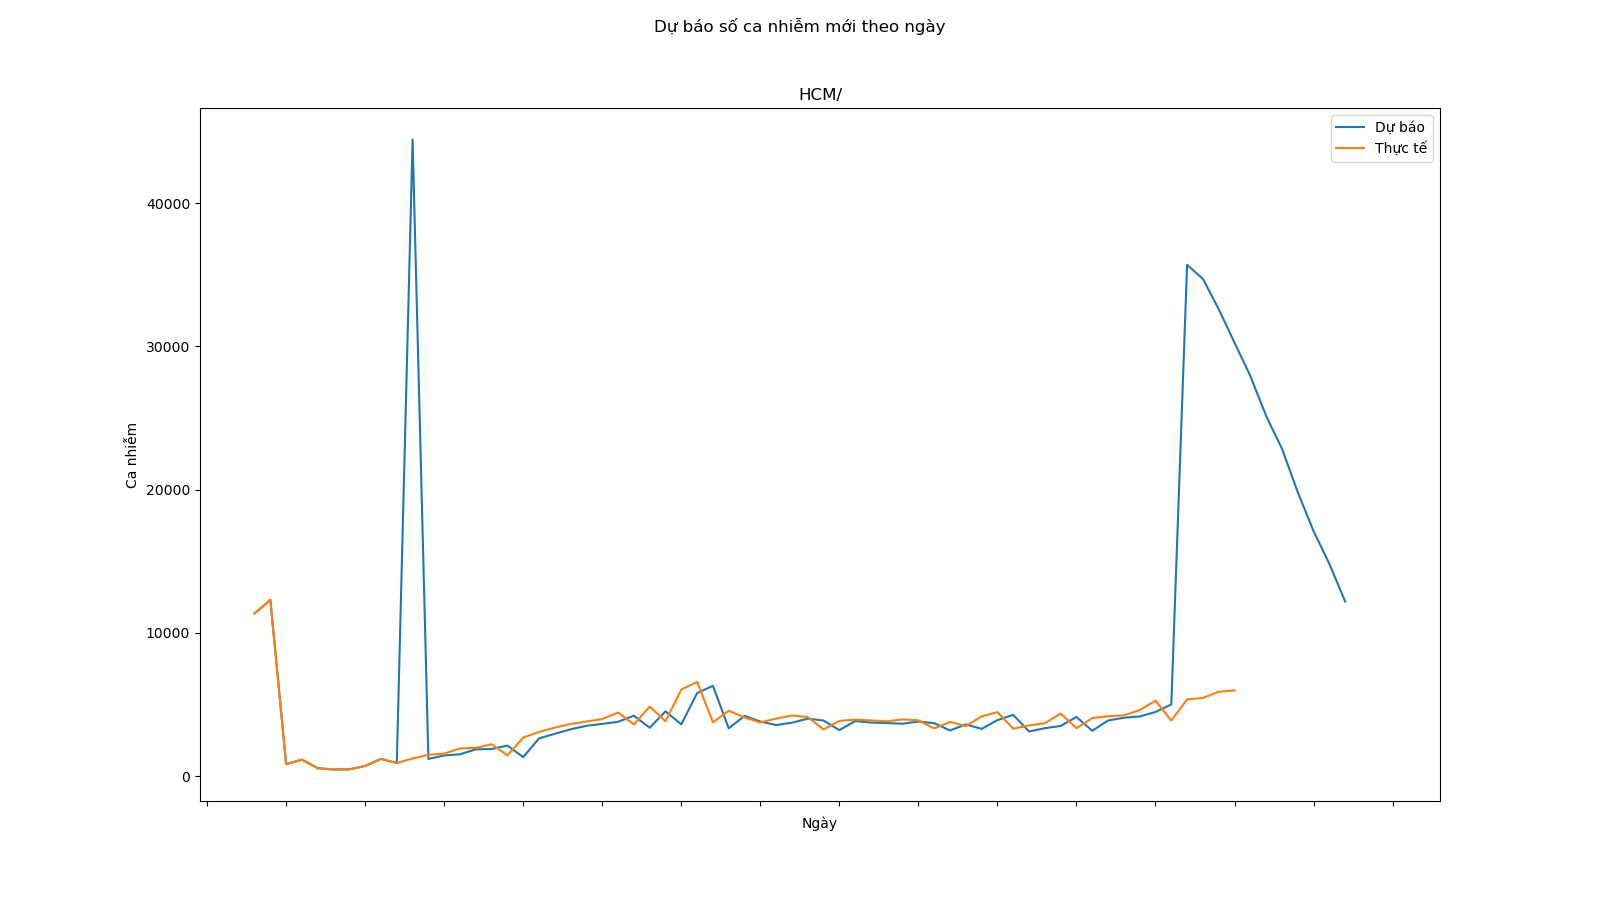 Dự báo số ca nhiễm mới theo ngày
HCM/
Dự báo
Thực tế
40000
30000
20000
10000
0
Ca nhiễm
Ngày